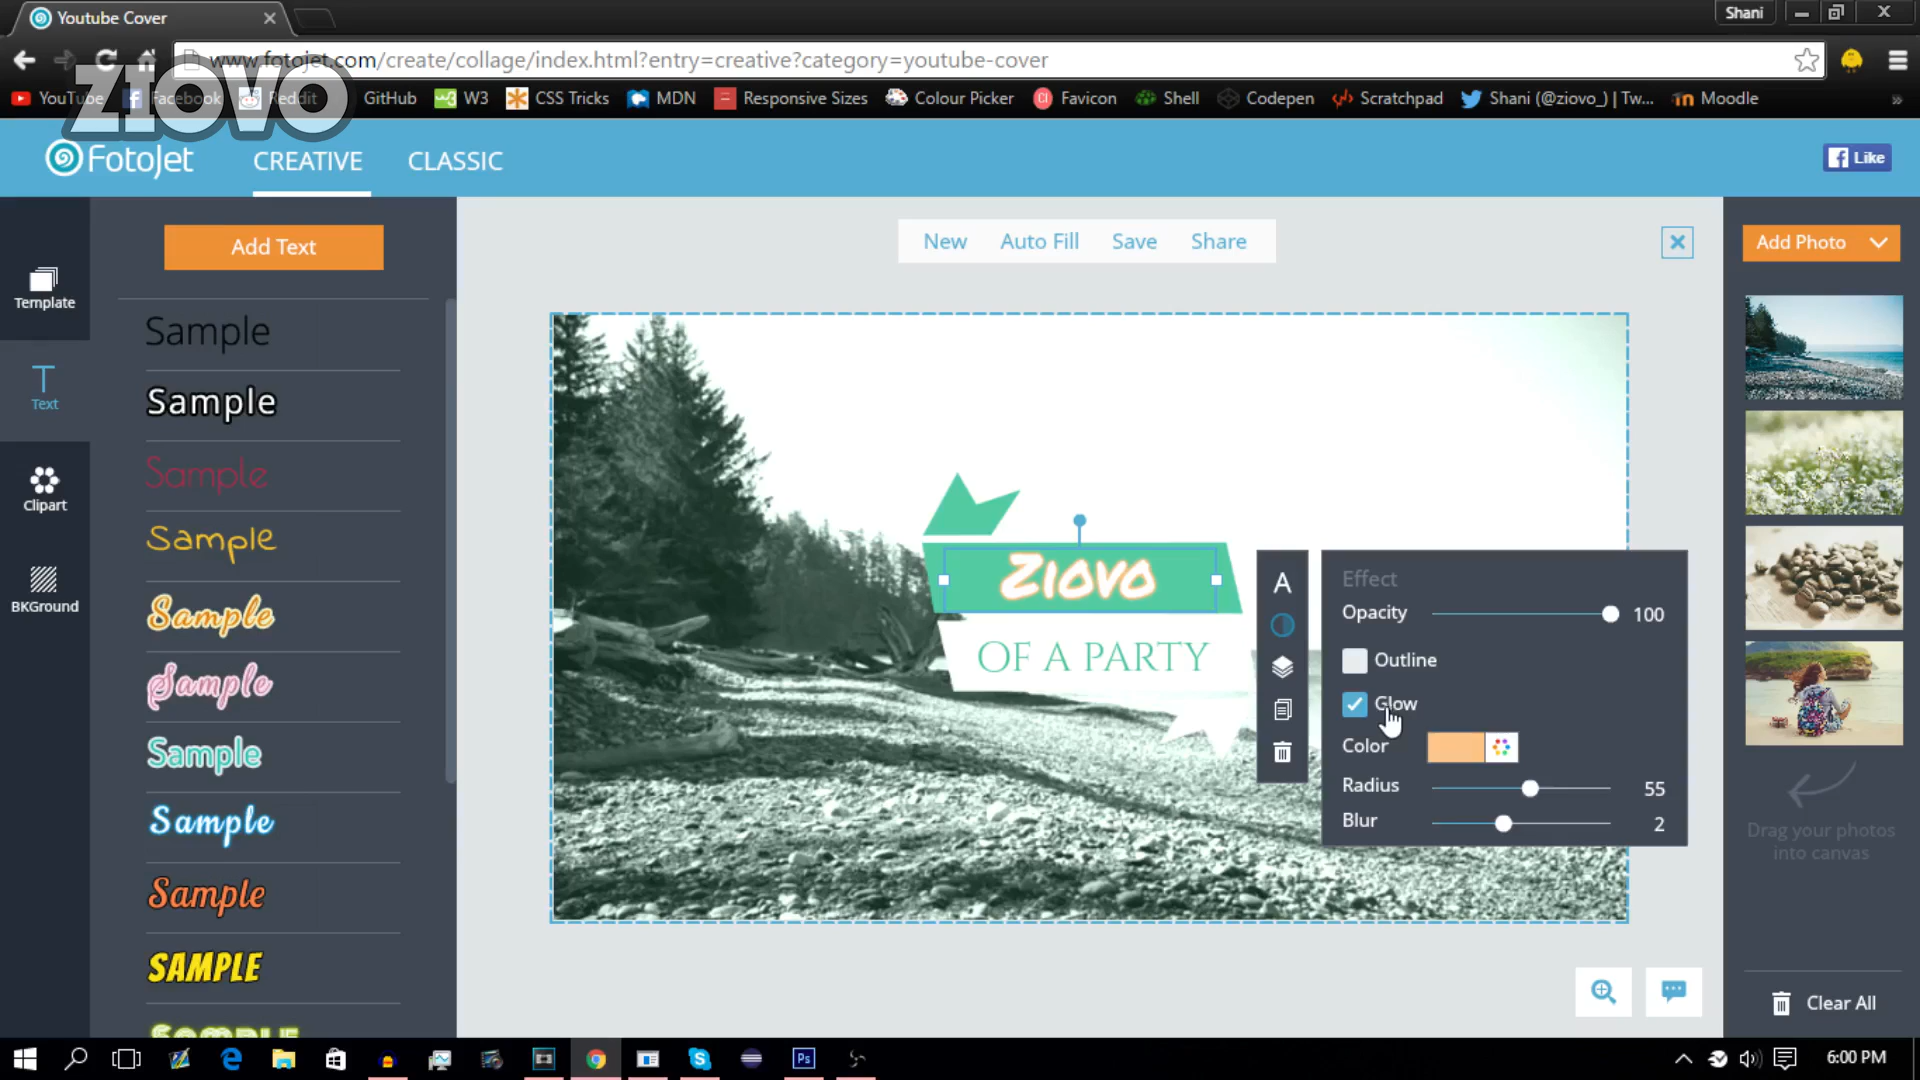 Youtube Cover
Shani
www.fotojet.com/create/collage/index.html?entry=creative?category=youtube-cover
ZIOVO
YouTube Facebook Reddit GitHub W3 CSS Tricks MDN Responsive Sizes Colour Picker Favicon Shell Codepen Scratchpad Shani (@ziovo_) | Tw... Moodle
FotoJet CREATIVE CLASSIC
Like
Add Text
New Auto Fill Save Share
Add Photo
Template
Text
Clipart
BKGround
Sample
Sample
Sample
Sample
Sample
Sample
Sample
Sample
Sample
SAMPLE
SAMPLE
ZIOVO
OF A PARTY
A
Effect
Opacity 100
Outline
Glow
Color
Radius 55
Blur 2
Drag your photos
into canvas
Clear All
Ps
6:00 PM